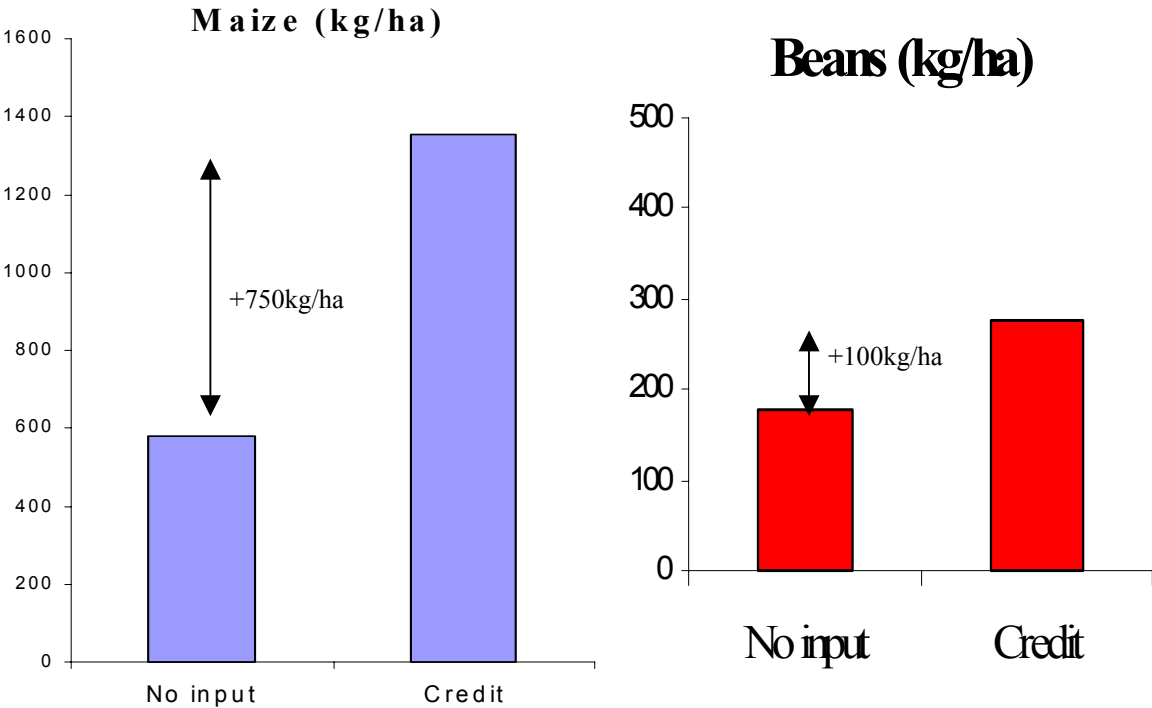 Maize (kg/ha)
1600
1400
1200
1000
800
600
400
200
0
+750kg/ha
No input
Credit
Beans (kg/ha)
500
400
300
200
100
0
+100kg/ha
No input
Credit